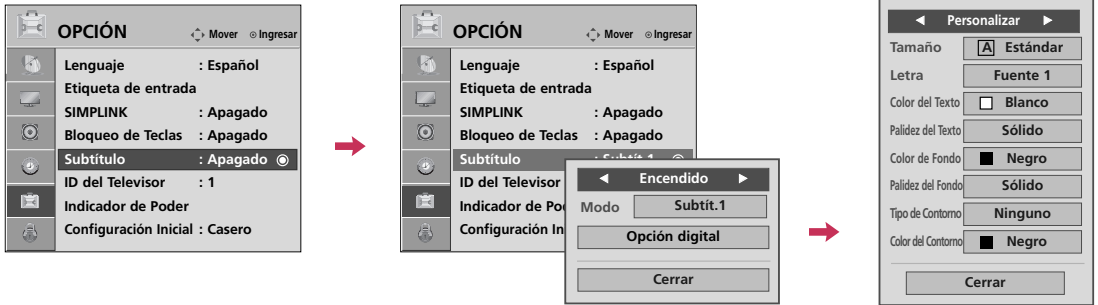 OPCIÓN Mover Ingresar
Lenguaje : Español
Etiqueta de entrada
SIMPLINK : Apagado
Bloqueo de Teclas : Apagado
Subtítulo : Apagado
ID del Televisor : 1
Indicador de Poder
Configuración Inicial : Casero
OPCIÓN Mover Ingresar
Lenguaje : Español
Etiqueta de entrada
SIMPLINK : Apagado
Bloqueo de Teclas : Apagado
Subtítulo : Subtít.1
ID del Televisor
Indicador de Po
Configuración In
Encendido
Modo Subtít.1
Opción digital
Cerrar
Personalizar
Tamaño A Estándar
Letra Fuente 1
Color del Texto Blanco
Palidez del Texto Sólido
Color de Fondo Negro
Palidez del Fondo Sólido
Tipo de Contorno Ninguno
Color del Contorno Negro
Cerrar